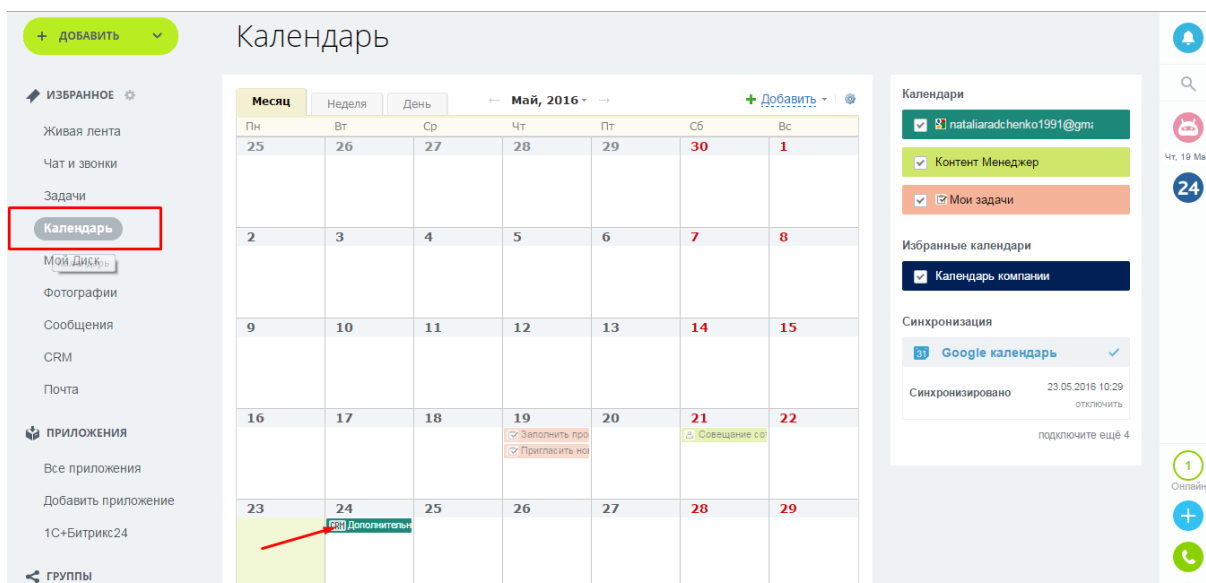 + ДОБАВИТЬ
Календарь
ИЗБРАННОЕ
Живая лента
Чат и звонки
Задачи
Календарь
Мой Диск
Фотографии
Сообщения
CRM
Почта
ПРИЛОЖЕНИЯ
Все приложения
Добавить приложение
1С+Битрикс24
ГРУППЫ
Месяц Неделя День ← Май, 2016 → + Добавить
Пн Вт Ср Чт Пт Сб Вс
25 26 27 28 29 30 1
2 3 4 5 6 7 8
9 10 11 12 13 14 15
16 17 18 19 20 21 22
Заполнить про Совещание сот
Пригласить нов
23 24 25 26 27 28 29
CRM Дополнительн
Календари
nataliaradchenko1991@gma
Контент Менеджер
Мои задачи
Избранные календари
Календарь компании
Синхронизация
31 Google календарь
Синхронизировано 23.05.2016 10:29
отключить
подключите ещё 4
Чт, 19 Ма
24
1
Онлайн